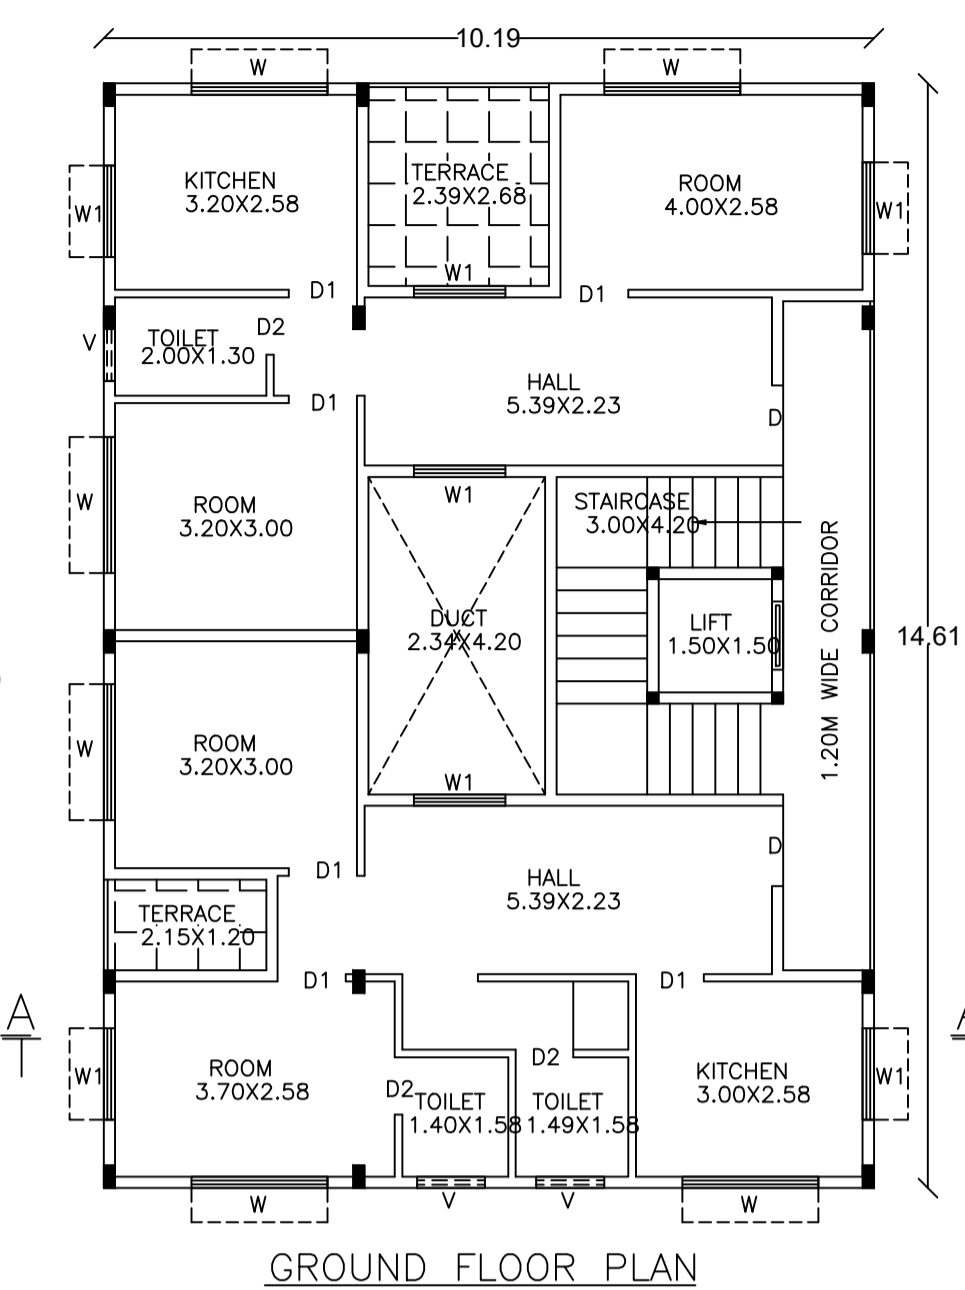 10.19
W
W
KITCHEN
3.20X2.58
TERRACE
2.39X2.68
ROOM
4.00X2.58
W1
W1
W1
D1
D1
V
TOILET
2.00X1.30
D2
D1
HALL
5.39X2.23
D
W
ROOM
3.20X3.00
W1
STAIRCASE
3.00X4.20
DUCT
2.34X4.20
LIFT
1.50X1.50
1.20M WIDE CORRIDOR
14.61
W
ROOM
3.20X3.00
W1
D1
HALL
5.39X2.23
D
TERRACE
2.15X1.20
D1
D1
A
A
W1
ROOM
3.70X2.58
D2
TOILET
1.40X1.58
D2
TOILET
1.49X1.58
KITCHEN
3.00X2.58
W1
W
V
V
W
GROUND FLOOR PLAN